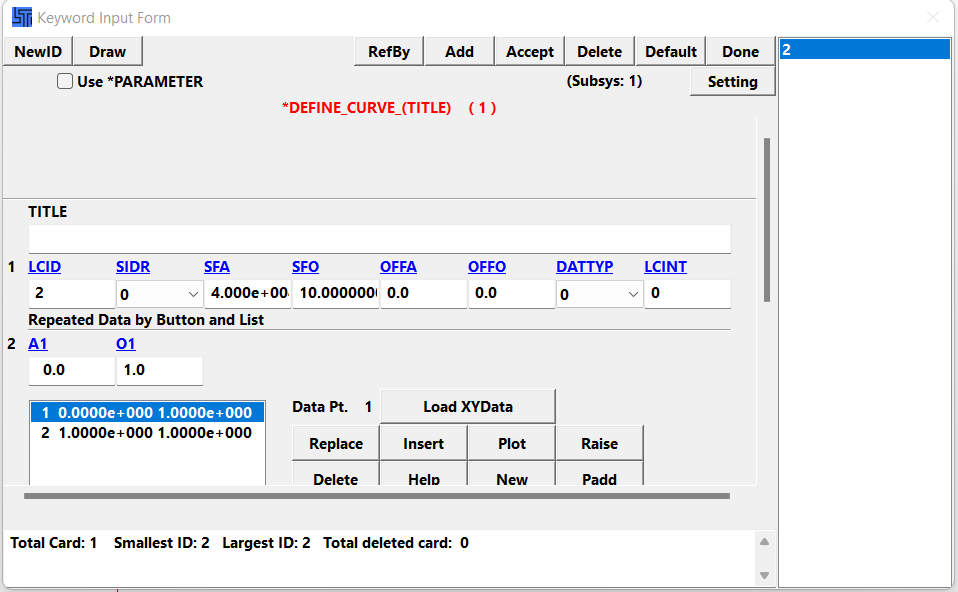 Keyword Input Form
NewID Draw RefBy Add Accept Delete Default Done
Use *PARAMETER (Subsys: 1) Setting
*DEFINE_CURVE_(TITLE) ( 1 )
TITLE
1 LCID SIDR SFA SFO OFFA OFFO DATTYP LCINT
2 0 4.000e+00 10.000000 0.0 0.0 0 0
Repeated Data by Button and List
2 A1 O1
0.0 1.0
1 0.0000e+000 1.0000e+000
2 1.0000e+000 1.0000e+000
Data Pt. 1 Load XYData
Replace Insert Plot Raise
Delete Help New Padd
Total Card: 1 Smallest ID: 2 Largest ID: 2 Total deleted card: 0
2